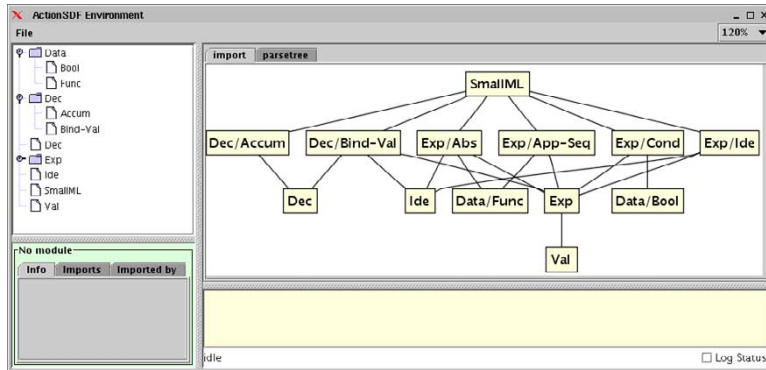 ActionSDF Environment
File
120%
Data
Bool
Func
Dec
Accum
Bind-Val
Dec
Exp
Ide
SmallML
Val
import parsetree
SmallML
Dec/Accum Dec/Bind-Val Exp/Abs Exp/App-Seq Exp/Cond Exp/Ide
Dec Ide Data/Func Exp Data/Bool
Val
No module
Info Imports Imported by
idle
Log Status